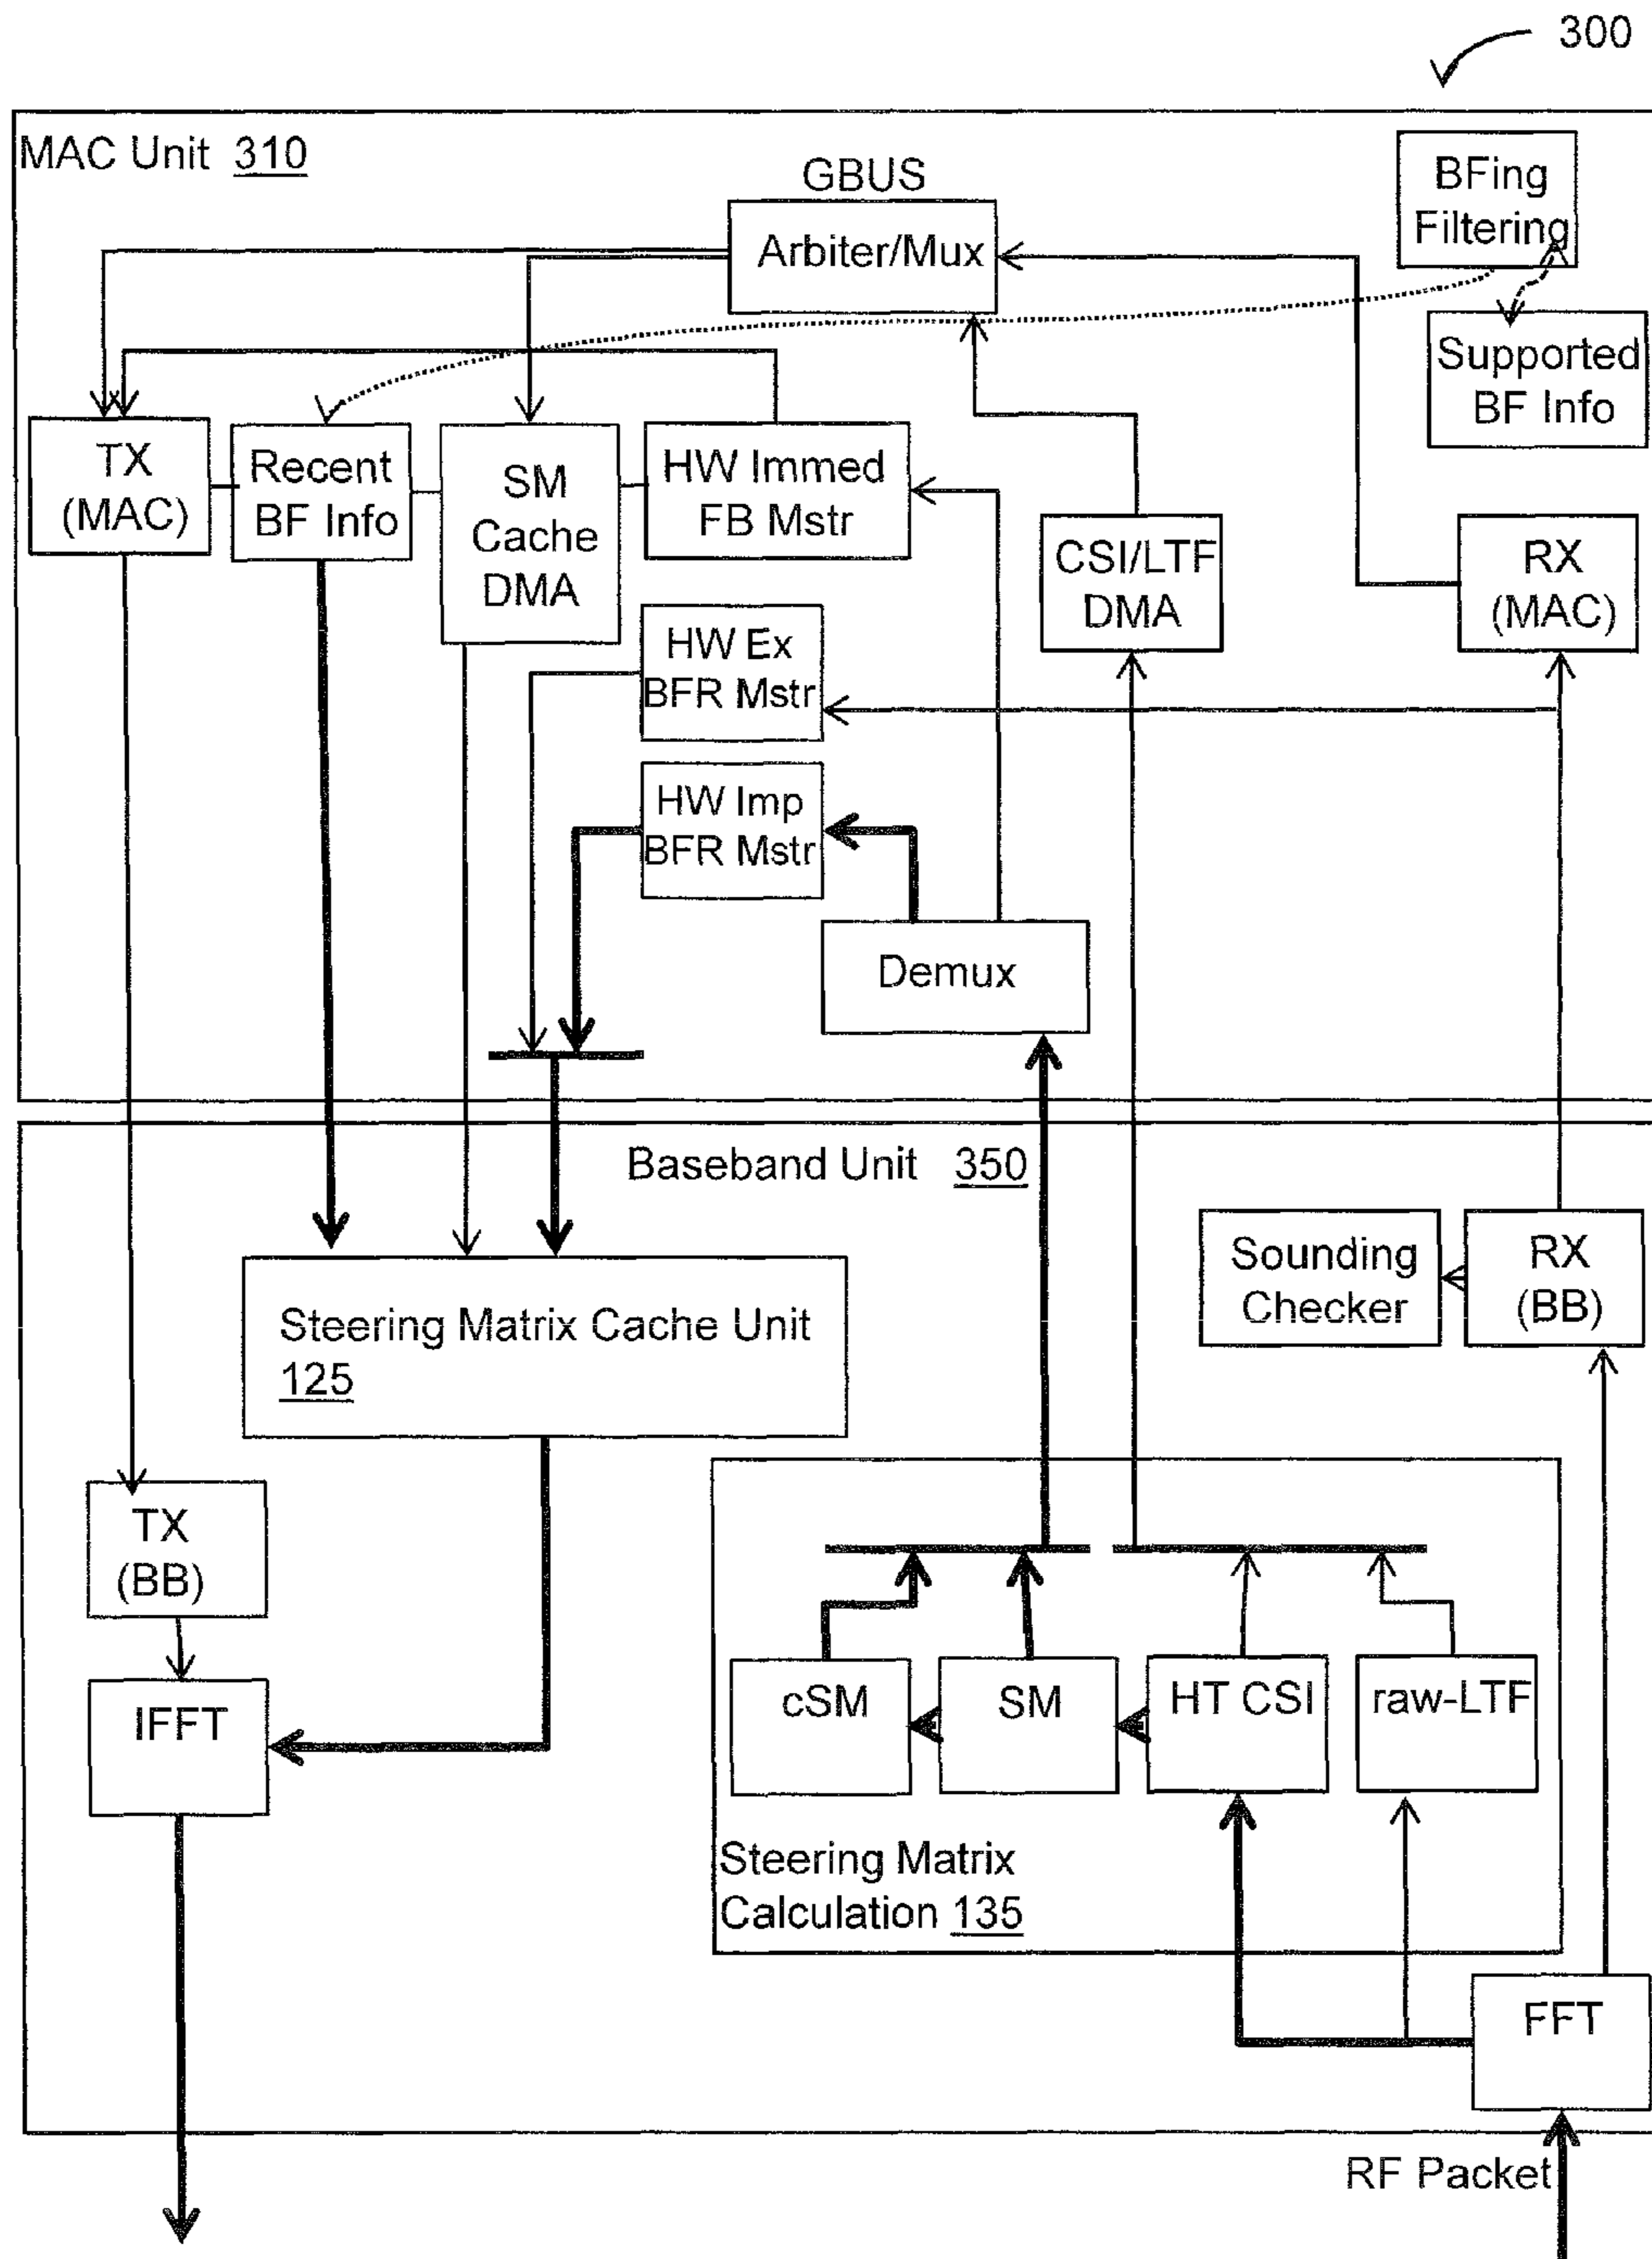 300
MAC Unit 310
GBUS
Arbiter/Mux
BFing
Filtering
Supported
BF Info
TX
(MAC)
Recent
BF Info
SM
Cache
DMA
HW Immed
FB Mstr
CSI/LTF
DMA
RX
(MAC)
HW Ex
BFR Mstr
HW Imp
BFR Mstr
Demux
Baseband Unit 350
Steering Matrix Cache Unit
125
Sounding
Checker
RX
(BB)
TX
(BB)
IFFT
cSM
SM
HT CSI
raw-LTF
Steering Matrix
Calculation 135
FFT
RF Packet